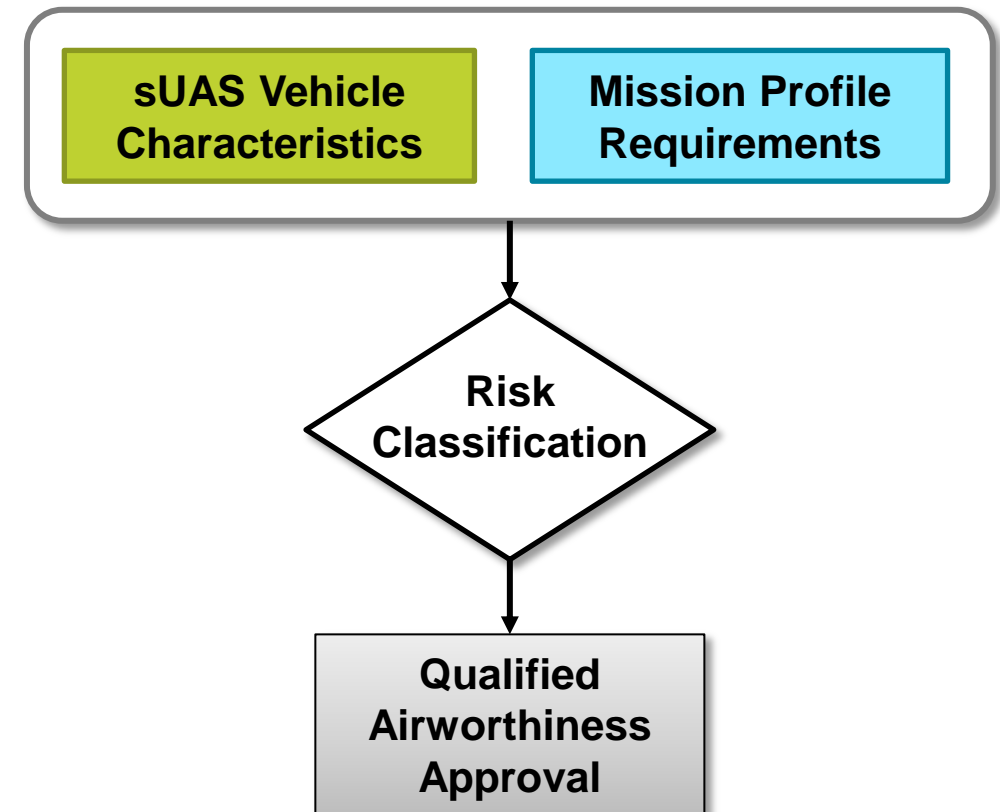 sUAS Vehicle
Characteristics
Mission Profile
Requirements
Risk
Classification
Qualified
Airworthiness
Approval